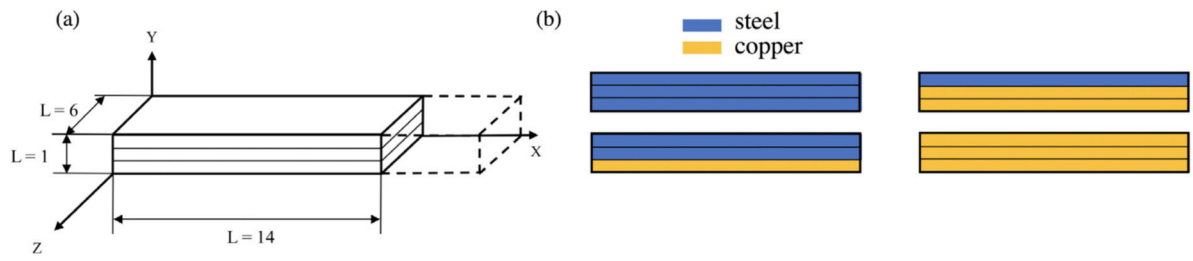 (a)
Y
L = 6
L = 1
X
Z
L = 14
(b)
steel
copper